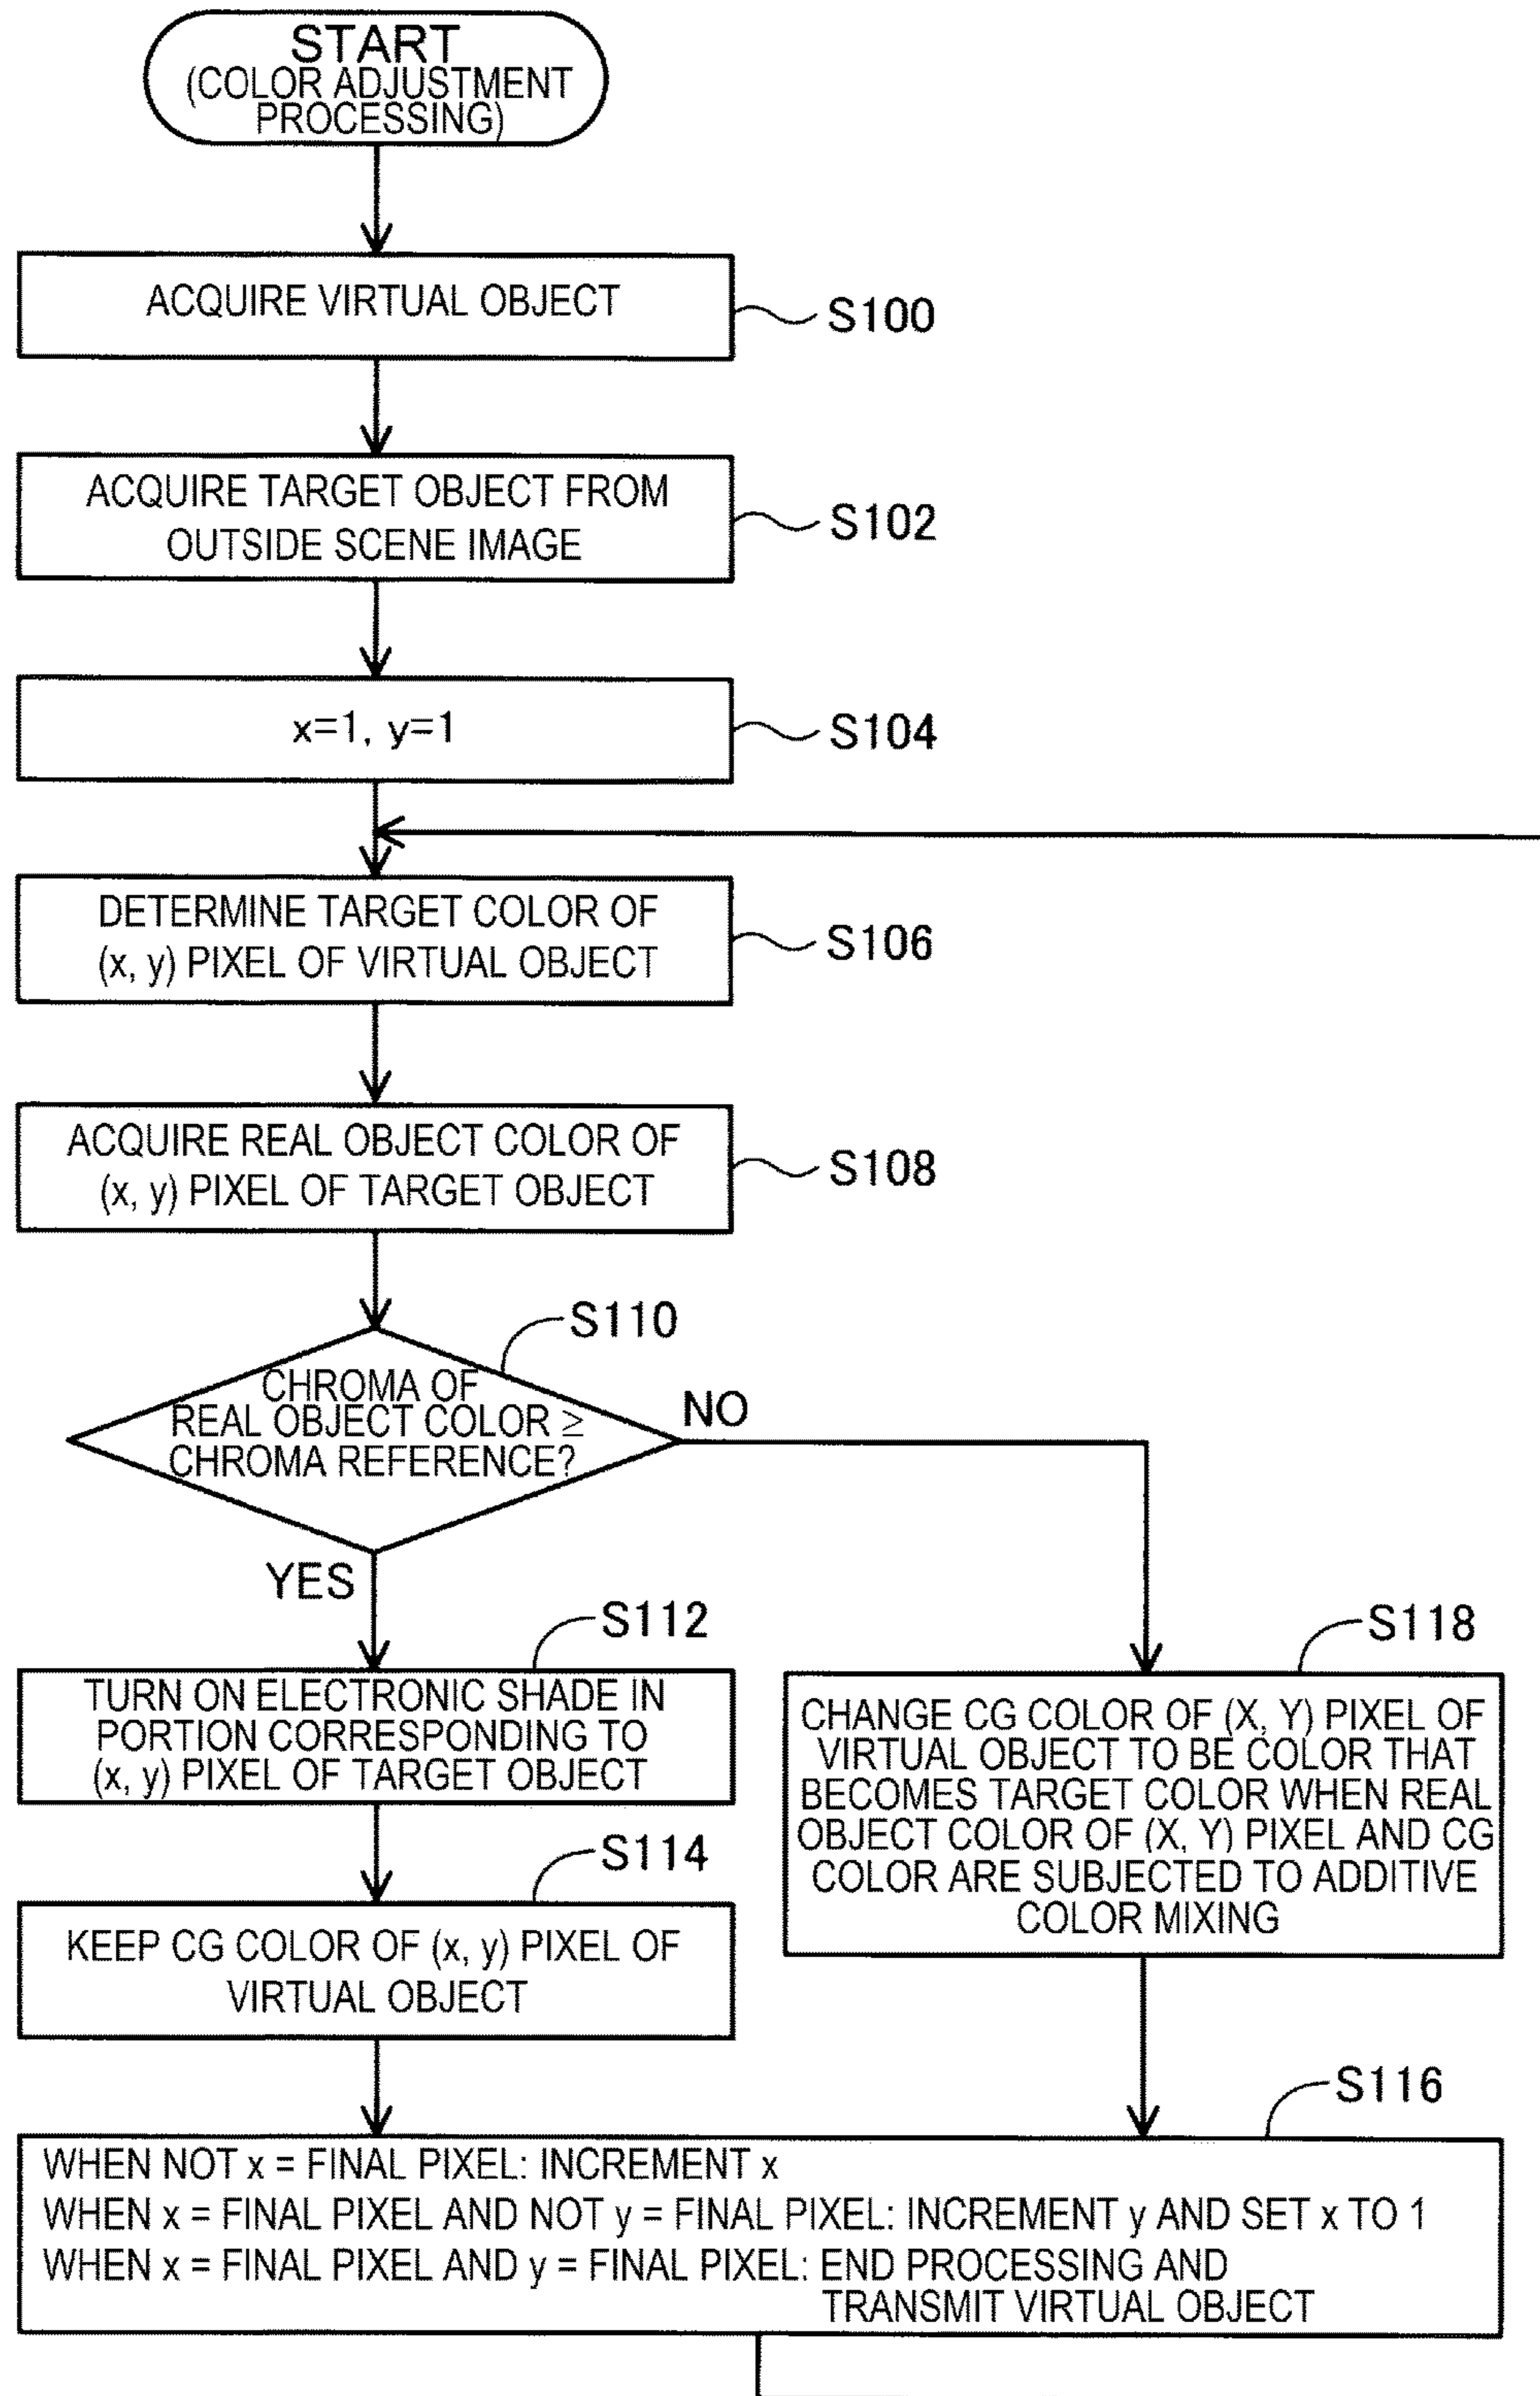 START
(COLOR ADJUSTMENT
PROCESSING)
ACQUIRE VIRTUAL OBJECT
S100
ACQUIRE TARGET OBJECT FROM
OUTSIDE SCENE IMAGE
S102
x=1, y=1
S104
DETERMINE TARGET COLOR OF
(x, y) PIXEL OF VIRTUAL OBJECT
S106
ACQUIRE REAL OBJECT COLOR OF
(x, y) PIXEL OF TARGET OBJECT
S108
S110
CHROMA OF
REAL OBJECT COLOR ≥
CHROMA REFERENCE?
NO
YES
S112
TURN ON ELECTRONIC SHADE IN
PORTION CORRESPONDING TO
(x, y) PIXEL OF TARGET OBJECT
S114
KEEP CG COLOR OF (x, y) PIXEL OF
VIRTUAL OBJECT
S118
CHANGE CG COLOR OF (X, Y) PIXEL OF
VIRTUAL OBJECT TO BE COLOR THAT
BECOMES TARGET COLOR WHEN REAL
OBJECT COLOR OF (X, Y) PIXEL AND CG
COLOR ARE SUBJECTED TO ADDITIVE
COLOR MIXING
S116
WHEN NOT x = FINAL PIXEL: INCREMENT x
WHEN x = FINAL PIXEL AND NOT y = FINAL PIXEL: INCREMENT y AND SET x TO 1
WHEN x = FINAL PIXEL AND y = FINAL PIXEL: END PROCESSING AND
TRANSMIT VIRTUAL OBJECT